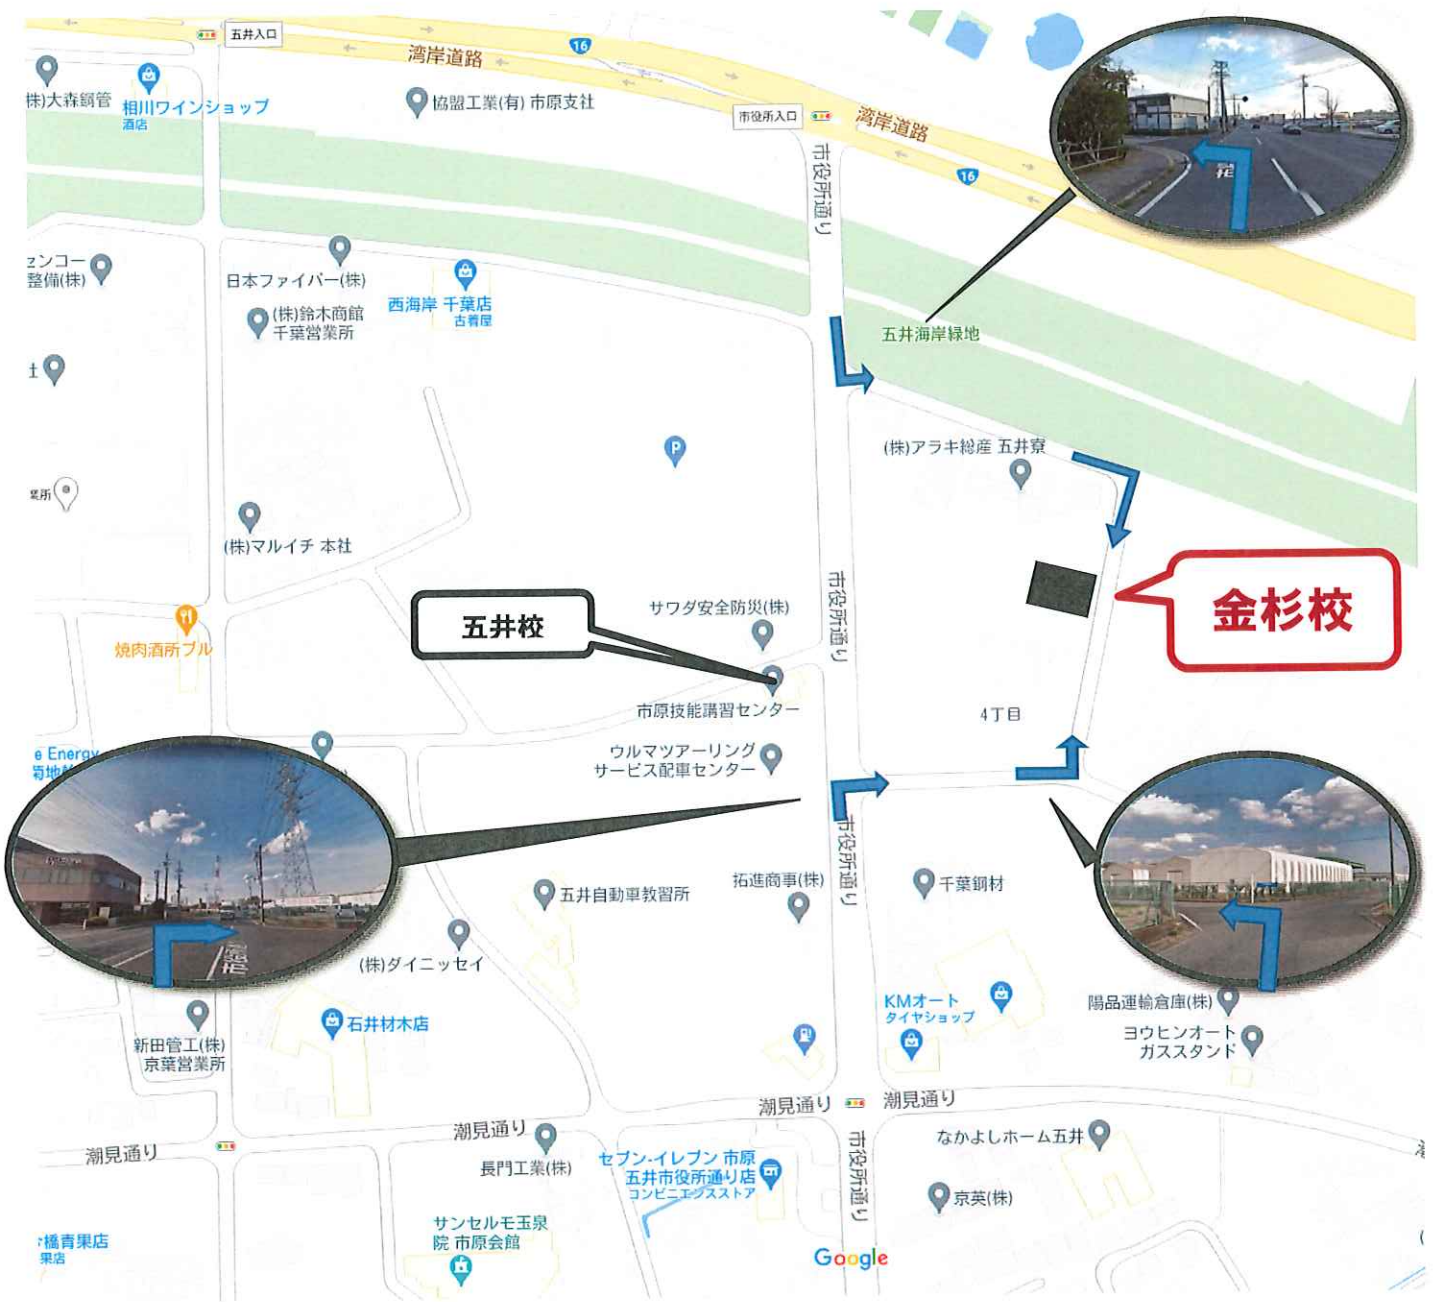 五井入口
16
湾岸道路
株)大森鋼管
相川ワインショップ
酒店
協盟工業(有) 市原支社
市役所入口
湾岸道路
16
市役所通り
センコー
整備(株)
日本ファイバー(株)
(株)鈴木商館
千葉営業所
西海岸 千葉店
古着屋
五井海岸緑地
P
(株)アラキ総産 五井寮
業所
(株)マルイチ 本社
市役所通り
五井校
サワダ安全防災(株)
金杉校
焼肉酒所ブル
市原技能講習センター
4丁目
ウルマツアーリング
サービス配車センター
e Energy
市役所通り
五井自動車教習所
拓進商事(株)
千葉鋼材
(株)ダイニッセイ
KMオート
タイヤショップ
陽品運輸倉庫(株)
ヨウヒンオート
ガススタンド
石井材木店
新田管工(株)
京葉営業所
潮見通り
潮見通り
潮見通り
潮見通り
長門工業(株)
セブン-イレブン 市原
五井市役所通り店
コンビニエンスストア
市役所通り
なかよしホーム五井
京英(株)
サンセルモ玉泉
院 市原会館
橋青果店
果店
Google